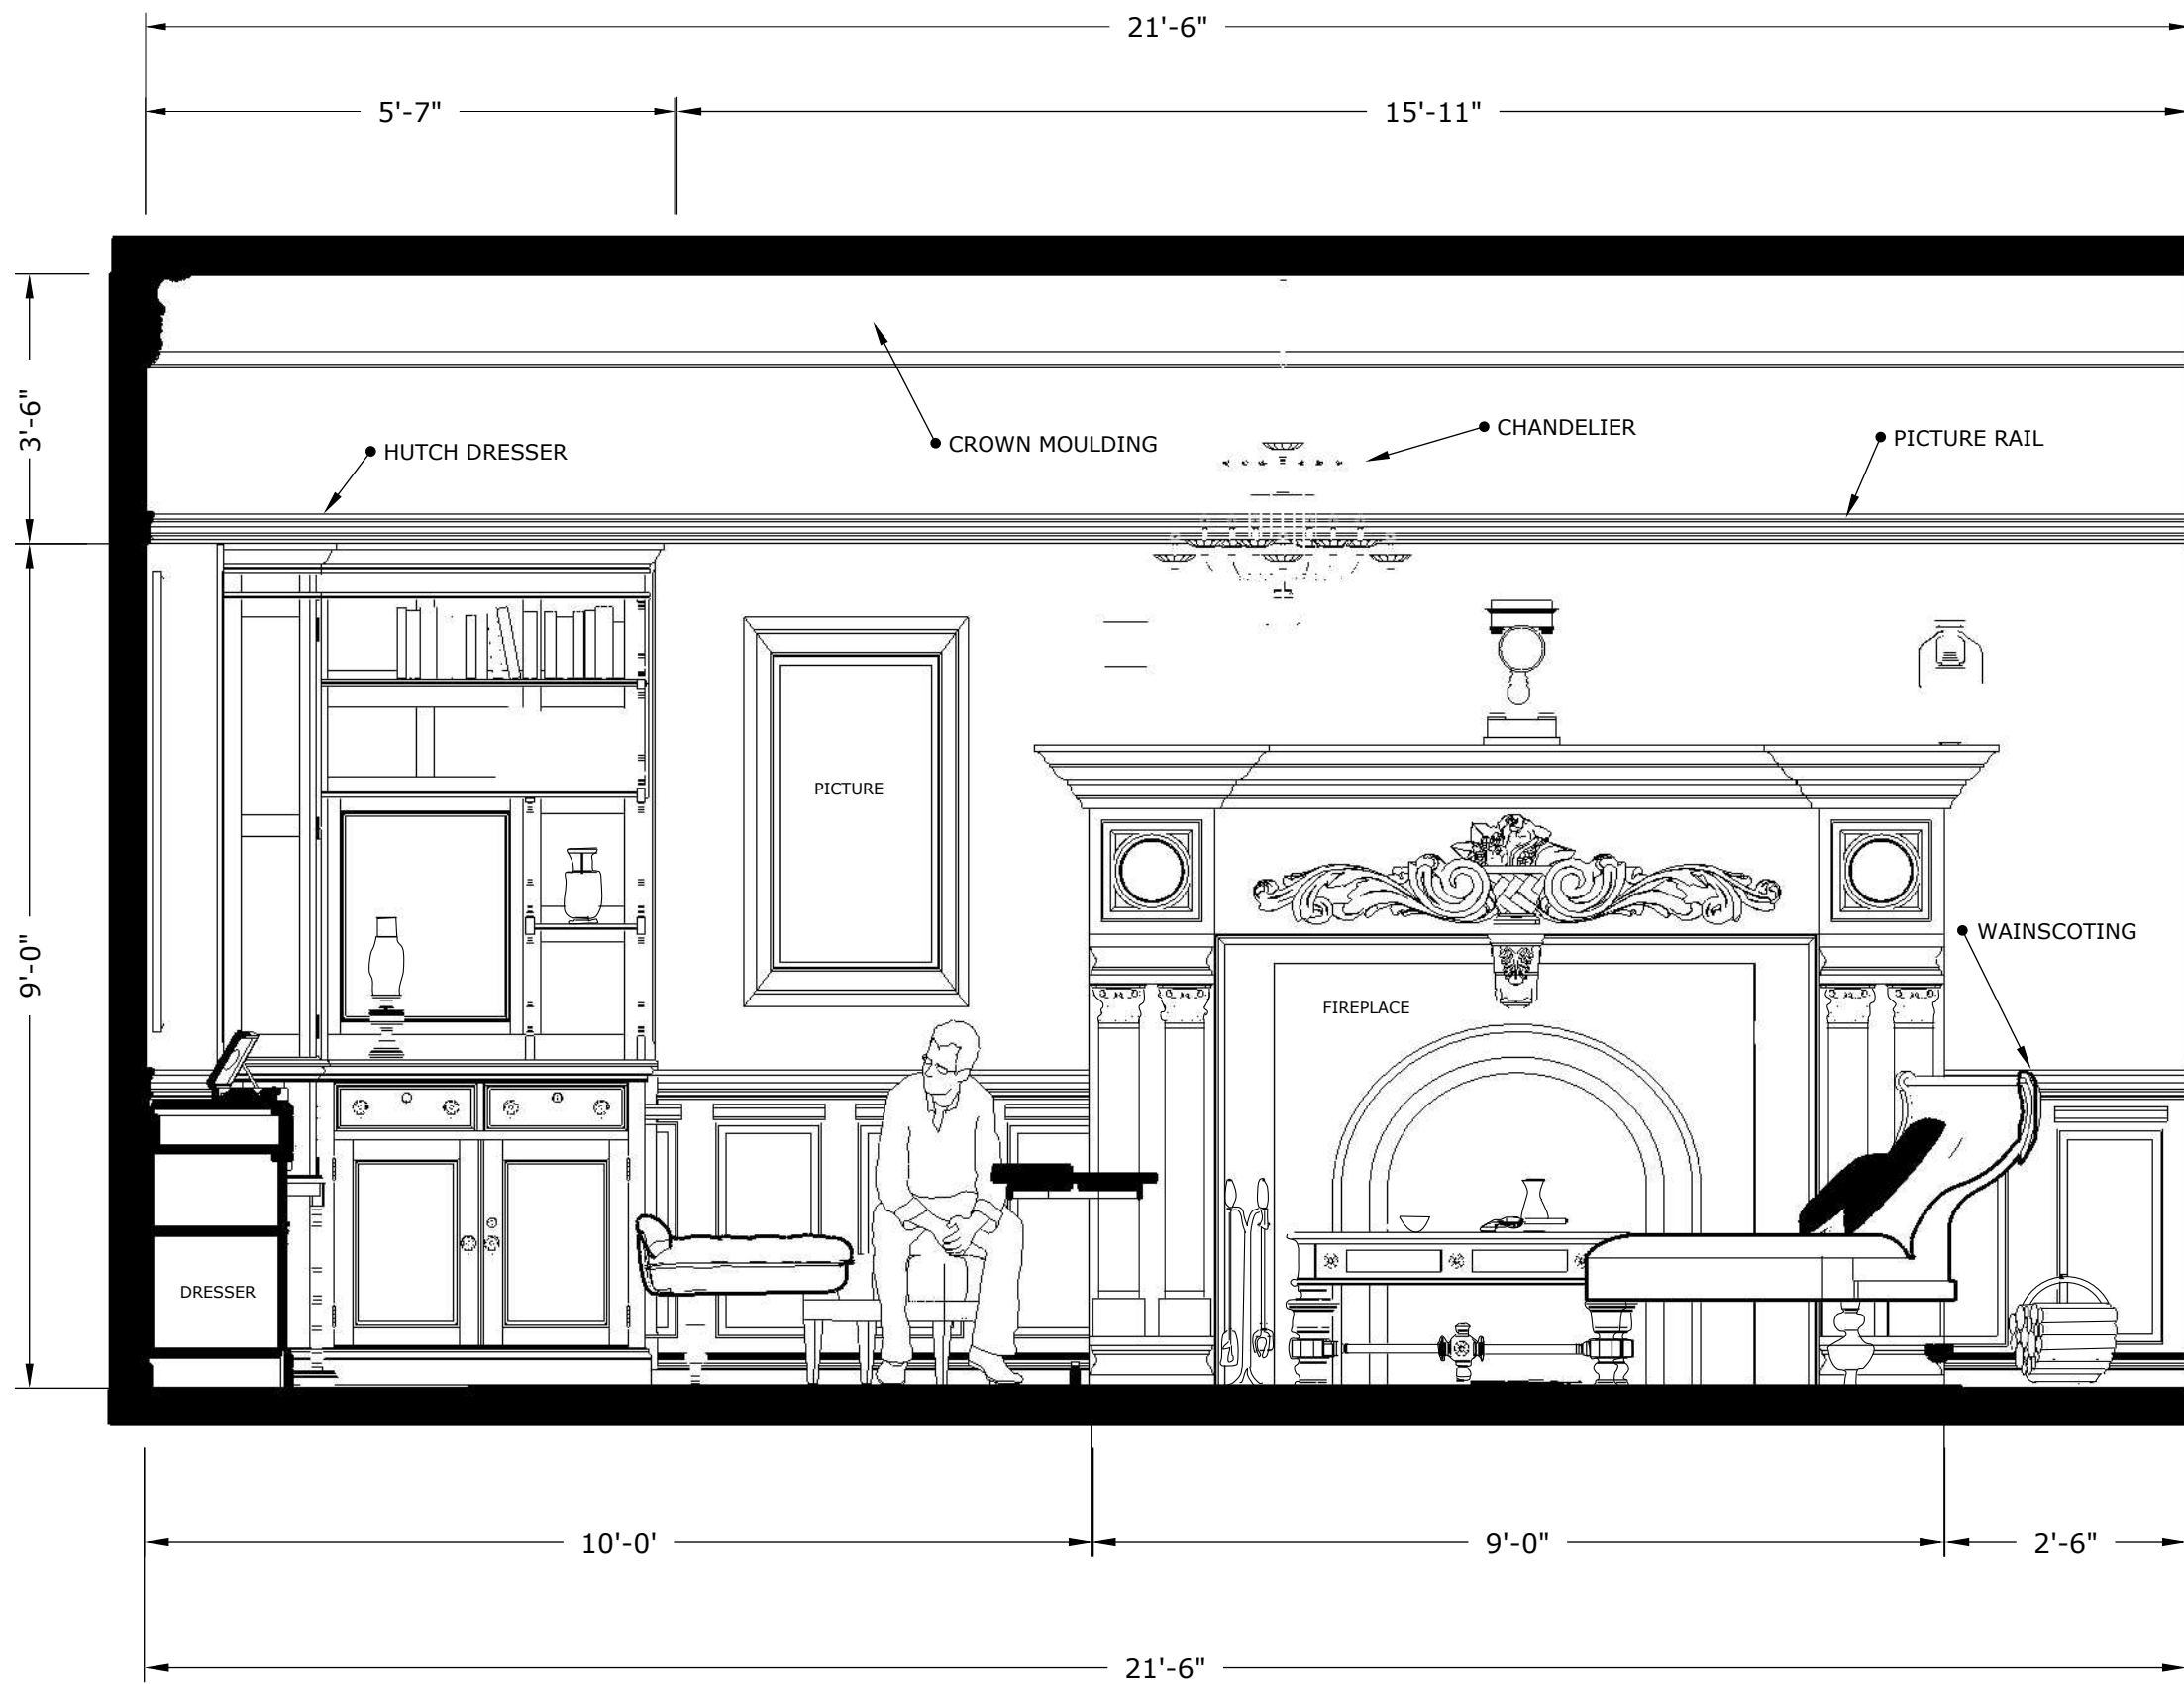 21'-6"
5'-7"
15'-11"
3'-6"
HUTCH DRESSER
CROWN MOULDING
CHANDELIER
PICTURE RAIL
9'-0"
PICTURE
WAINSCOTING
FIREPLACE
DRESSER
10'-0'
9'-0"
2'-6"
21'-6"